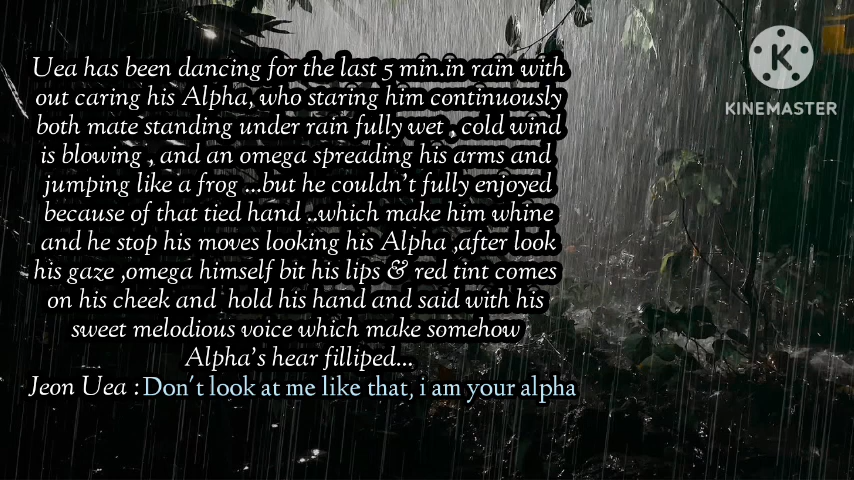 Uea has been dancing for the last 5 min.in rain with
out caring his Alpha, who staring him continuously
both mate standing under rain fully wet , cold wind
is blowing , and an omega spreading his arms and
jumping like a frog ...but he couldn't fully enjoyed
because of that tied hand ..which make him whine
and he stop his moves looking his Alpha ,after look
his gaze ,omega himself bit his lips & red tint comes
on his cheek and hold his hand and said with his
sweet melodious voice which make somehow
Alpha's hear filliped...
Jeon Uea : Don't look at me like that, i am your alpha
K
KINEMASTER